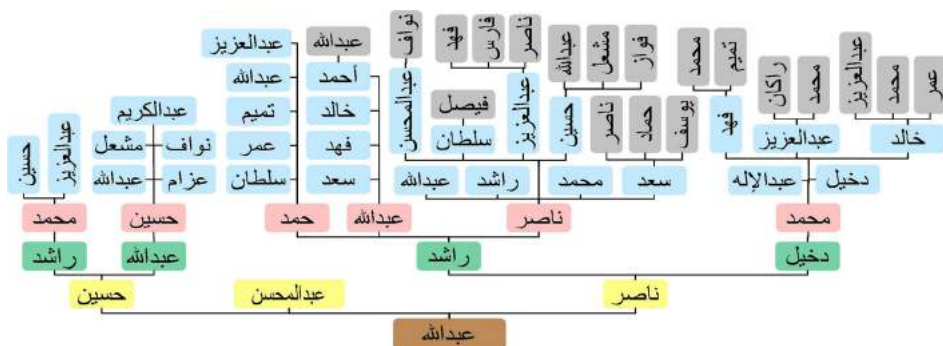 عمر
محمد
عبدالعزيز
محمد
راكان
تميم
محمد
فواز
مشعل
عبدالله
ناصر
فارس
فهد
نواف
عبدالله
عبدالعزيز
خالد
عبدالعزيز
فهد
يوسف
حماد
ناصر
حسين
عبدالعزيز
فيصل
سلطان
عبدالمحسن
أحمد
عبدالله
عبدالكريم
خالد
تميم
نواف
مشعل
فهد
عمر
عبدالعزيز
حسين
دخيل
عبدالإله
سعد
محمد
راشد
عبدالله
سعد
سلطان
عزام
عبدالله
محمد
ناصر
عبدالله
حمد
حسين
محمد
دخيل
راشد
عبدالله
راشد
ناصر
عبدالمحسن
حسين
عبدالله